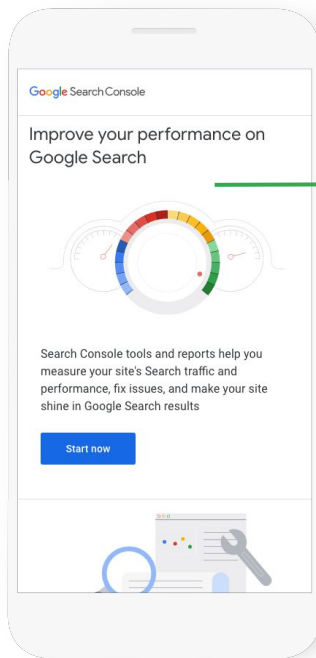 Google Search Console
Improve your performance on
Google Search
Search Console tools and reports help you
measure your site's Search traffic and
performance, fix issues, and make your site
shine in Google Search results
Start now